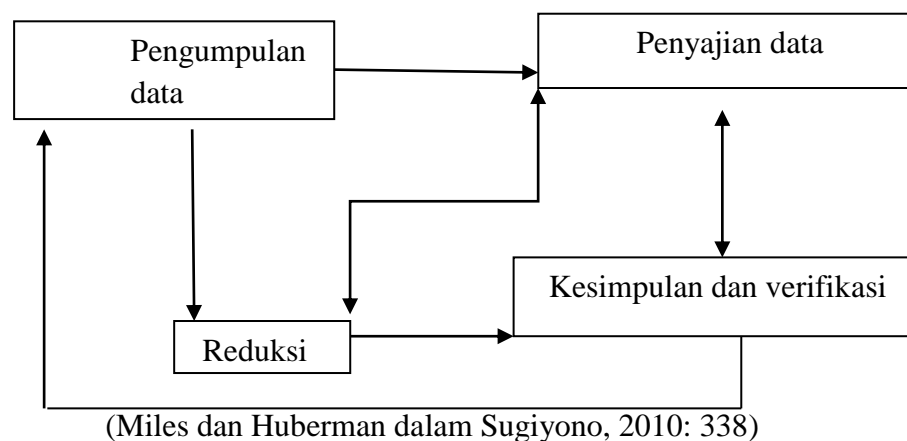 Pengumpulan
data
Penyajian data
Kesimpulan dan verifikasi
Reduksi
(Miles dan Huberman dalam Sugiyono, 2010: 338)